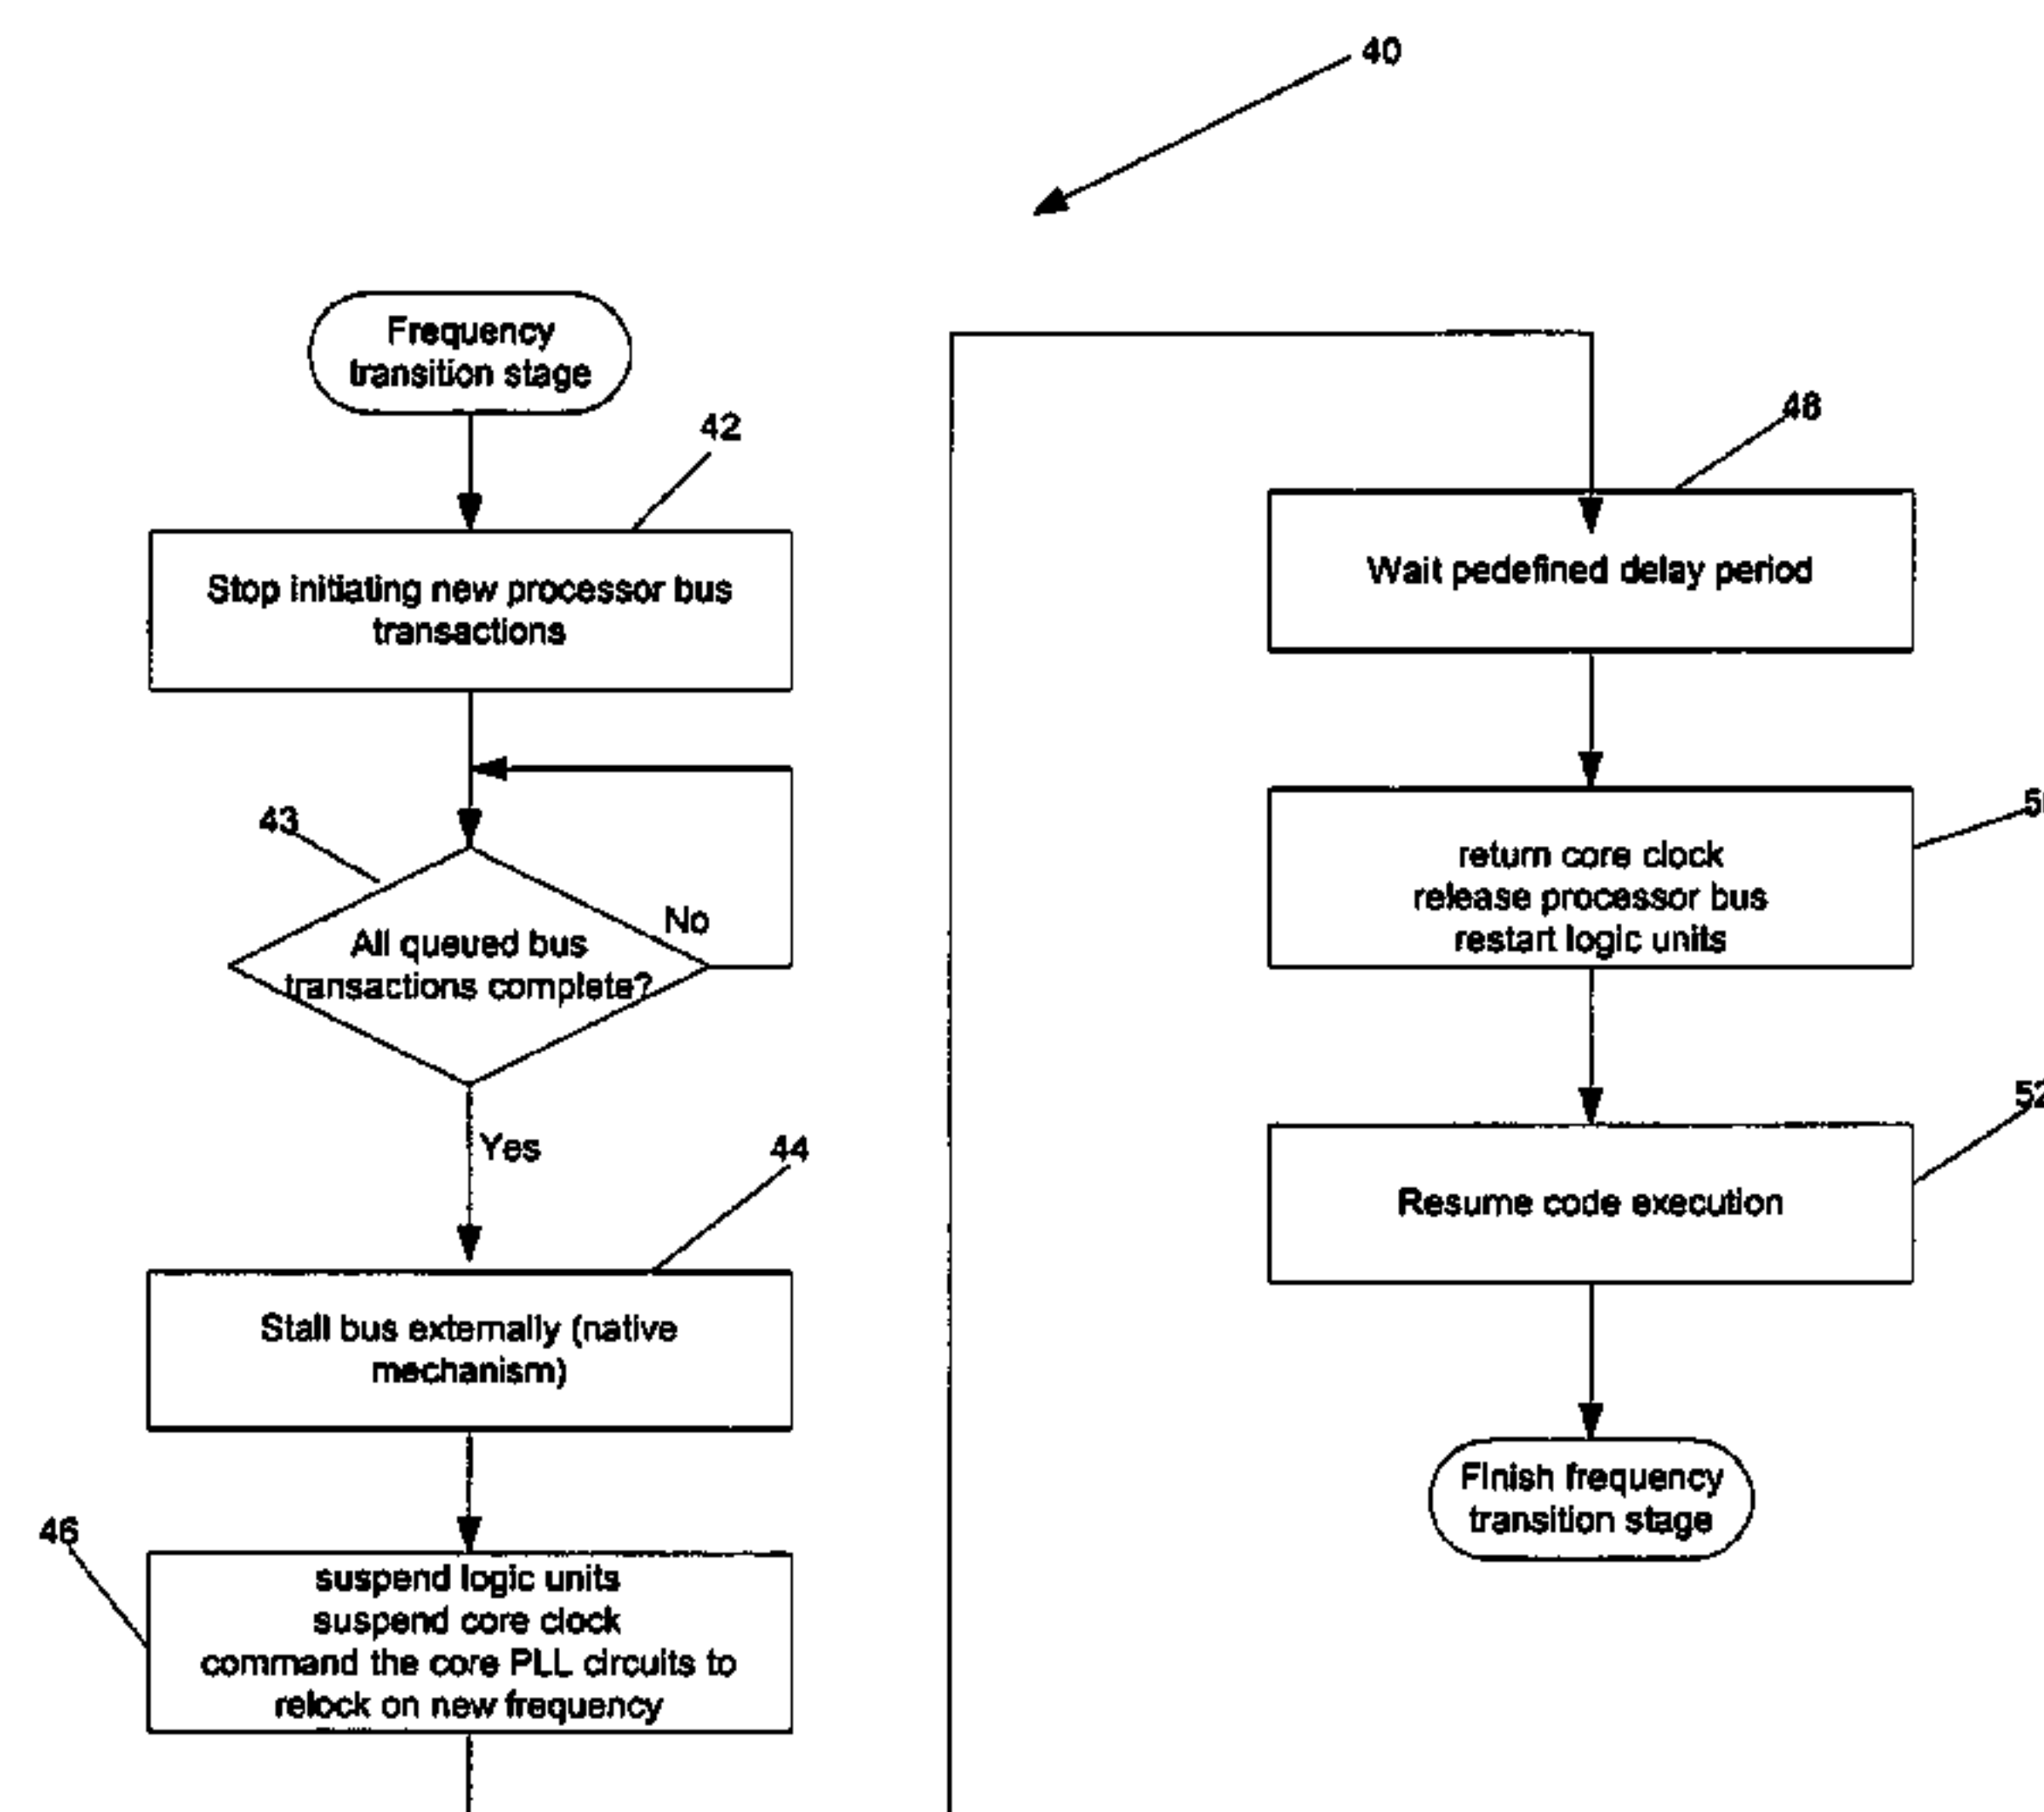 40
Frequency
transition stage
42
Stop initiating new processor bus
transactions
43
All queued bus
transactions complete?
No
Yes
44
Stall bus externally (native
mechanism)
46
suspend logic units
suspend core clock
command the core PLL circuits to
relock on new frequency
48
Wait pedefined delay period
return core clock
release processor bus
restart logic units
52
Resume code execution
Finish frequency
transition stage